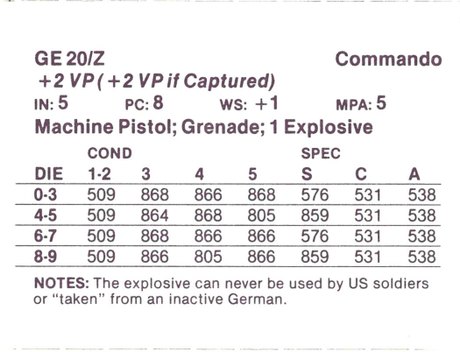 GE 20/Z Commando
+2 VP (+2 VP if Captured)
IN: 5 PC: 8 WS: +1 MPA: 5
Machine Pistol; Grenade; 1 Explosive
COND SPEC
DIE 1-2 3 4 5 S C A
0-3 509 868 866 868 576 531 538
4-5 509 864 868 805 859 531 538
6-7 509 868 866 868 576 531 538
8-9 509 866 805 866 859 531 538
NOTES: The explosive can never be used by US soldiers
or "taken" from an inactive German.